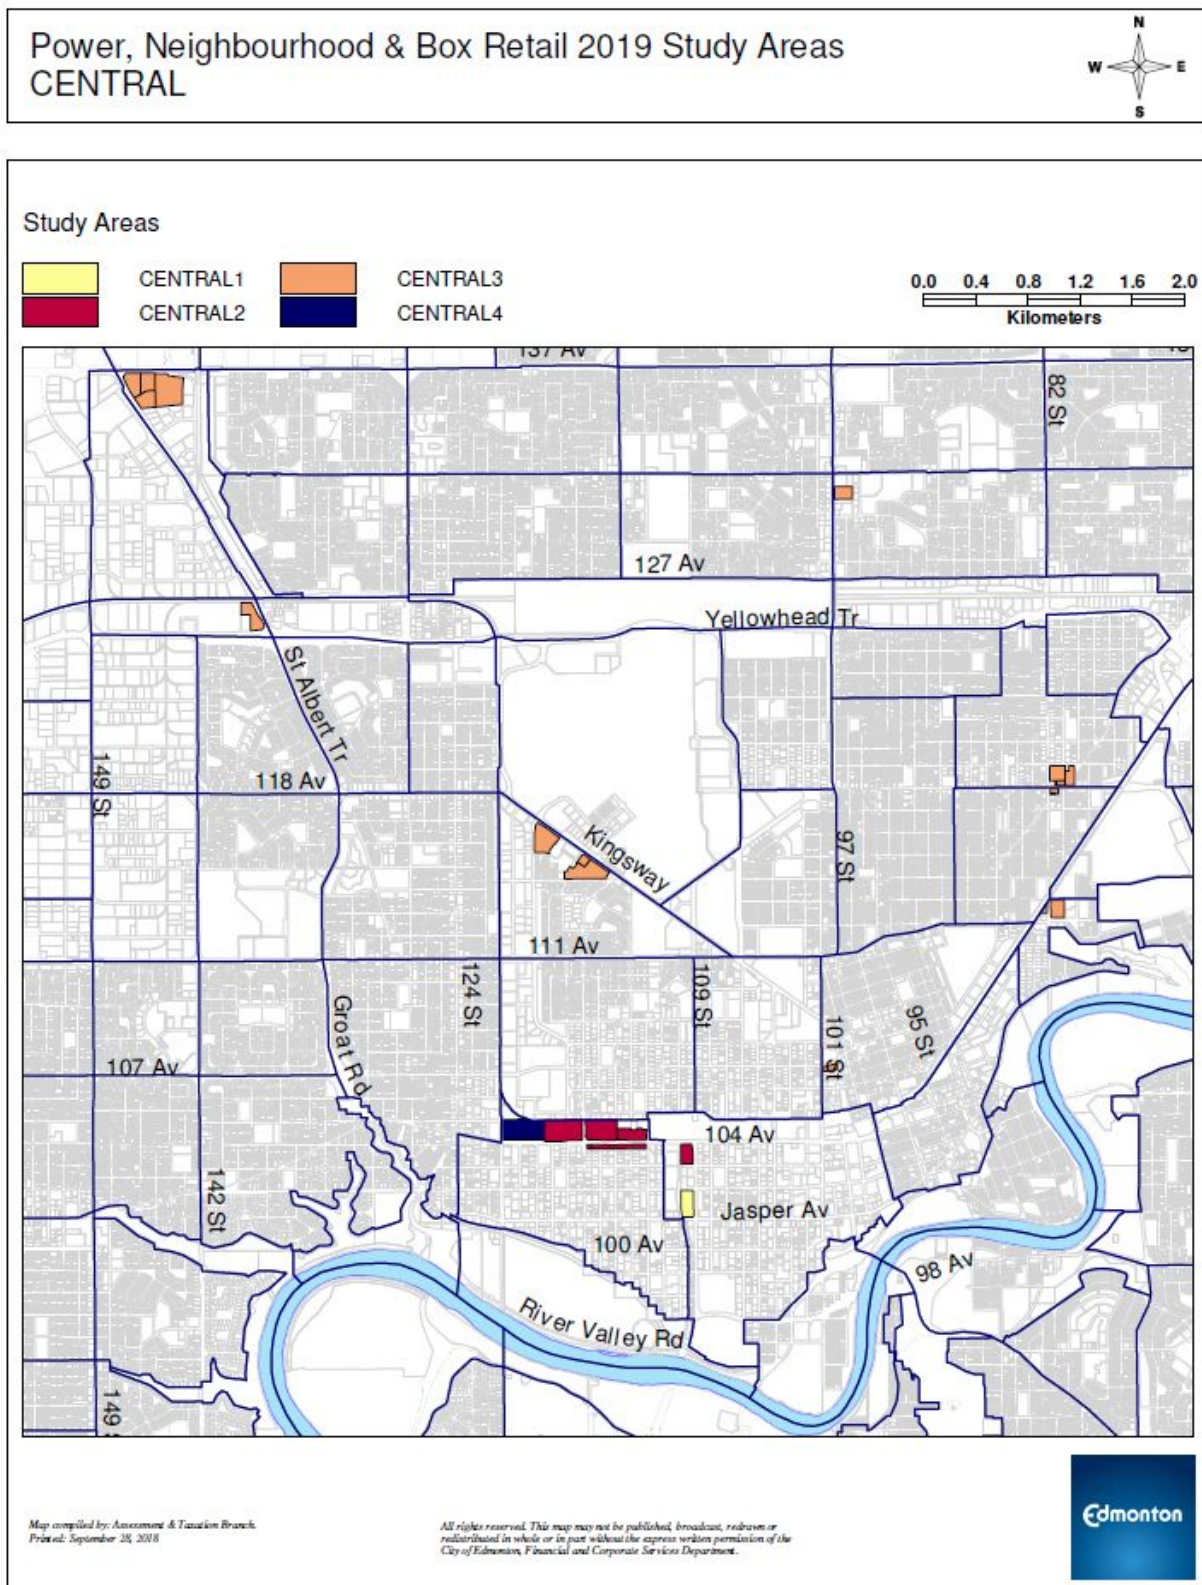 Power, Neighbourhood & Box Retail 2019 Study Areas
CENTRAL
N
W E
S
Study Areas
CENTRAL1 CENTRAL3
CENTRAL2 CENTRAL4
0.0 0.4 0.8 1.2 1.6 2.0
Kilometers
137 Av
82 St
127 Av
Yellowhead Tr
St Albert Tr
149 St
118 Av
Kingsway
97 St
111 Av
124 St
109 St
Groat Rd
101 St
95 St
107 Av
104 Av
142 St
Jasper Av
100 Av
98 Av
River Valley Rd
149
Map compiled by: Assessment & Taxation Branch.
Printed: September 28, 2018
All rights reserved. This map may not be published, broadcast, redrawn or
redistributed in whole or in part without the express written permission of the
City of Edmonton, Financial and Corporate Services Department.
Edmonton